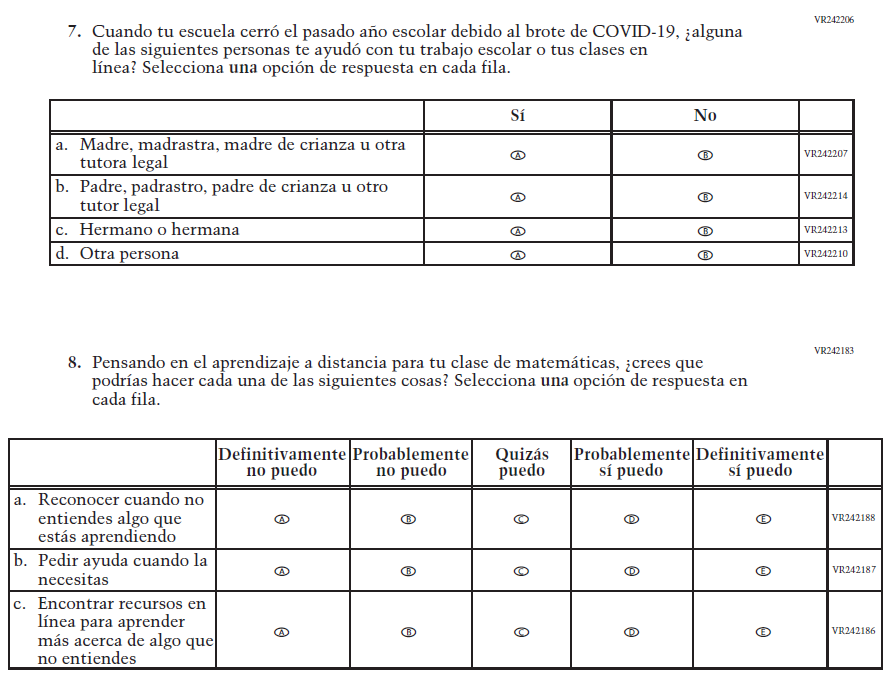 VR242206
7. Cuando tu escuela cerró el pasado año escolar debido al brote de COVID-19, ¿alguna
de las siguientes personas te ayudó con tu trabajo escolar o tus clases en
línea? Selecciona una opción de respuesta en cada fila.
Sí No
a. Madre, madrastra, madre de crianza u otra
tutora legal
A B VR242207
b. Padre, padrastro, padre de crianza u otro
tutor legal
A B VR242214
c. Hermano o hermana A B VR242213
d. Otra persona A B VR242210
VR242183
8. Pensando en el aprendizaje a distancia para tu clase de matemáticas, ¿crees que
podrías hacer cada una de las siguientes cosas? Selecciona una opción de respuesta en
cada fila.
Definitivamente Probablemente Quizás Probablemente Definitivamente
no puedo no puedo puedo sí puedo sí puedo
a. Reconocer cuando no
entiendes algo que
estás aprendiendo
A B C D E VR242188
b. Pedir ayuda cuando la
necesitas
A B C D E VR242187
c. Encontrar recursos en
línea para aprender
más acerca de algo que
no entiendes
A B C D E VR242186